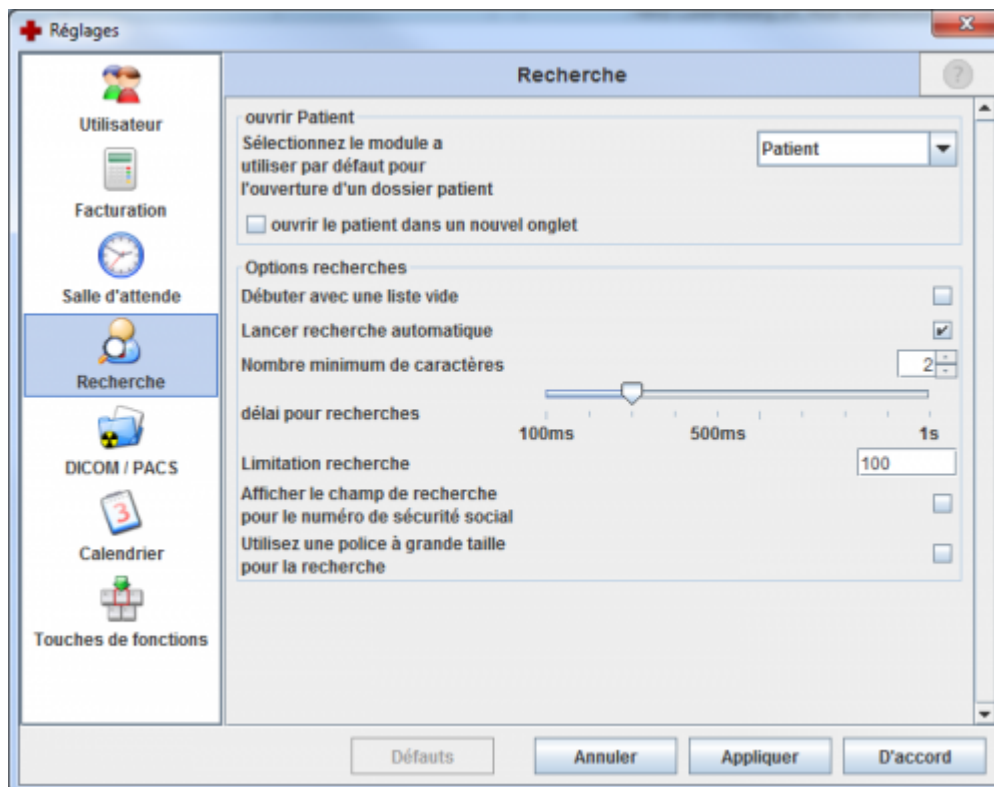 Réglages
Utilisateur
Facturation
Salle d'attende
Recherche
DICOM / PACS
3
Calendrier
Touches de fonctions
Recherche
?
ouvrir Patient
Sélectionnez le module a
utiliser par défaut pour
l'ouverture d'un dossier patient
Patient
ouvrir le patient dans un nouvel onglet
Options recherches
Débuter avec une liste vide
Lancer recherche automatique
Nombre minimum de caractères
2
délai pour recherches
100ms 500ms 1s
Limitation recherche
100
Afficher le champ de recherche
pour le numéro de sécurité social
Utilisez une police à grande taille
pour la recherche
Défauts
Annuler
Appliquer
D'accord